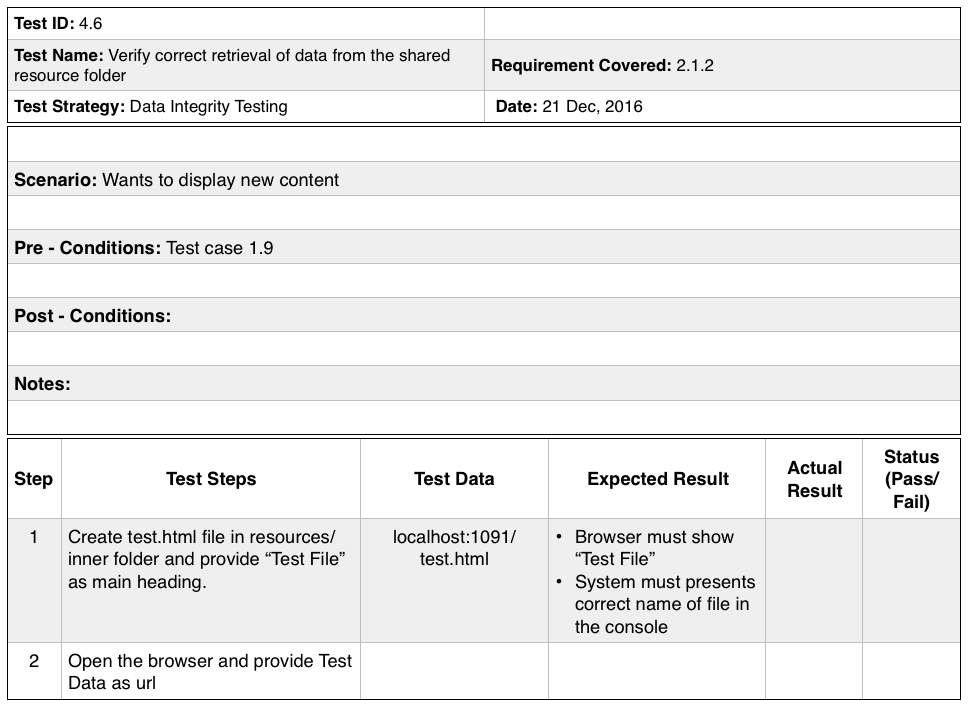 Test ID: 4.6
Test Name: Verify correct retrieval of data from the shared
resource folder
Requirement Covered: 2.1.2
Test Strategy: Data Integrity Testing
Date: 21 Dec, 2016
Scenario: Wants to display new content
Pre - Conditions: Test case 1.9
Post - Conditions:
Notes:
Step
Test Steps
Test Data
Expected Result
Actual
Result
Status
(Pass/
Fail)
1
Create test.html file in resources/
inner folder and provide “Test File”
as main heading.
localhost:1091/
test.html
• Browser must show
“Test File”
• System must presents
correct name of file in
the console
2
Open the browser and provide Test
Data as url